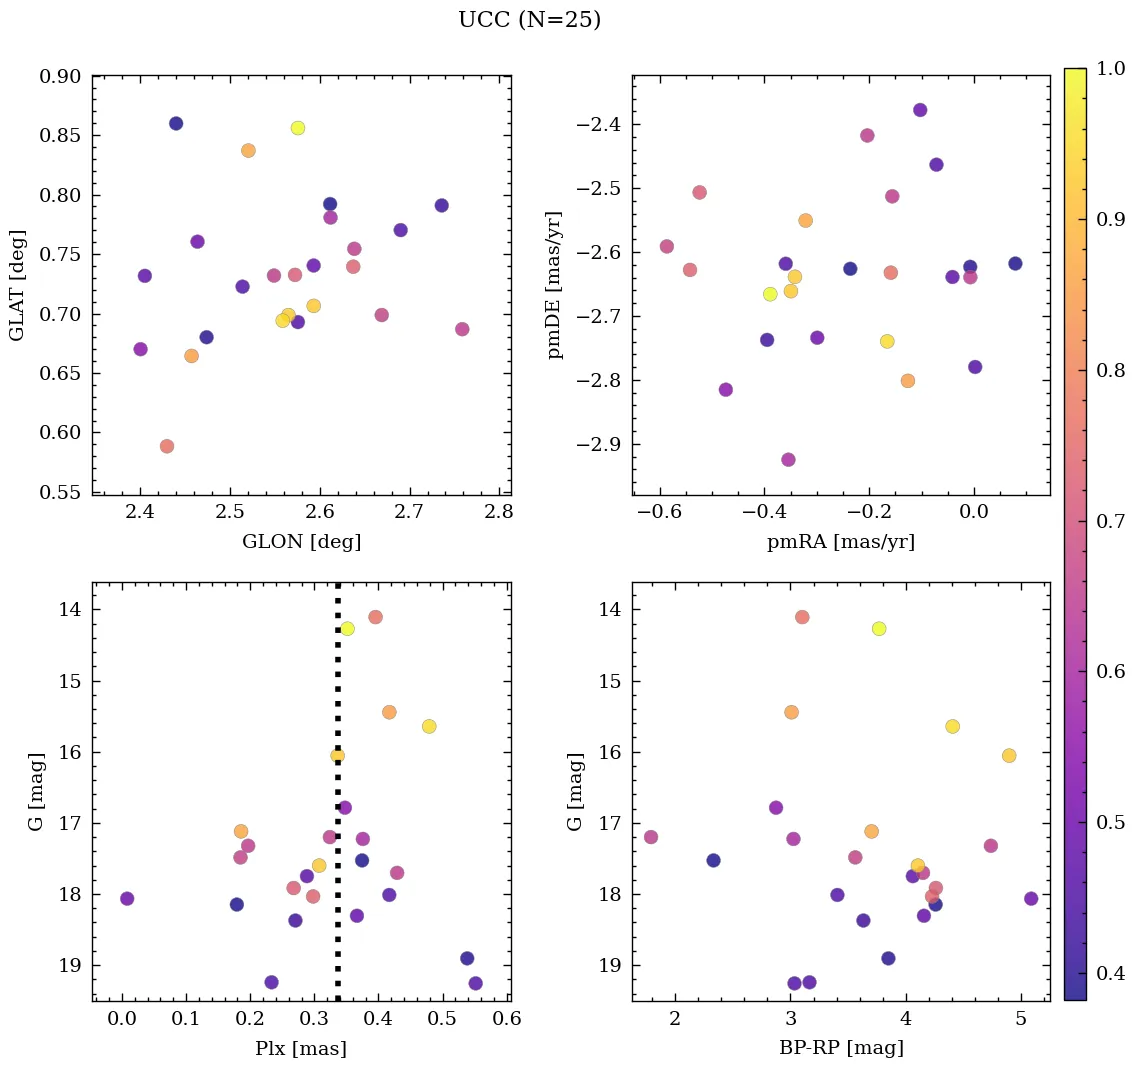 UCC (N=25)
0.90
0.85
0.80
0.75
0.70
0.65
0.60
0.55
GLAT [deg]
2.4 2.5 2.6 2.7 2.8
GLON [deg]
−2.4
−2.5
−2.6
−2.7
−2.8
−2.9
pmDE [mas/yr]
−0.6 −0.4 −0.2 0.0
pmRA [mas/yr]
14
15
16
17
18
19
G [mag]
0.0 0.1 0.2 0.3 0.4 0.5 0.6
Plx [mas]
14
15
16
17
18
19
G [mag]
2 3 4 5
BP-RP [mag]
1.0
0.9
0.8
0.7
0.6
0.5
0.4